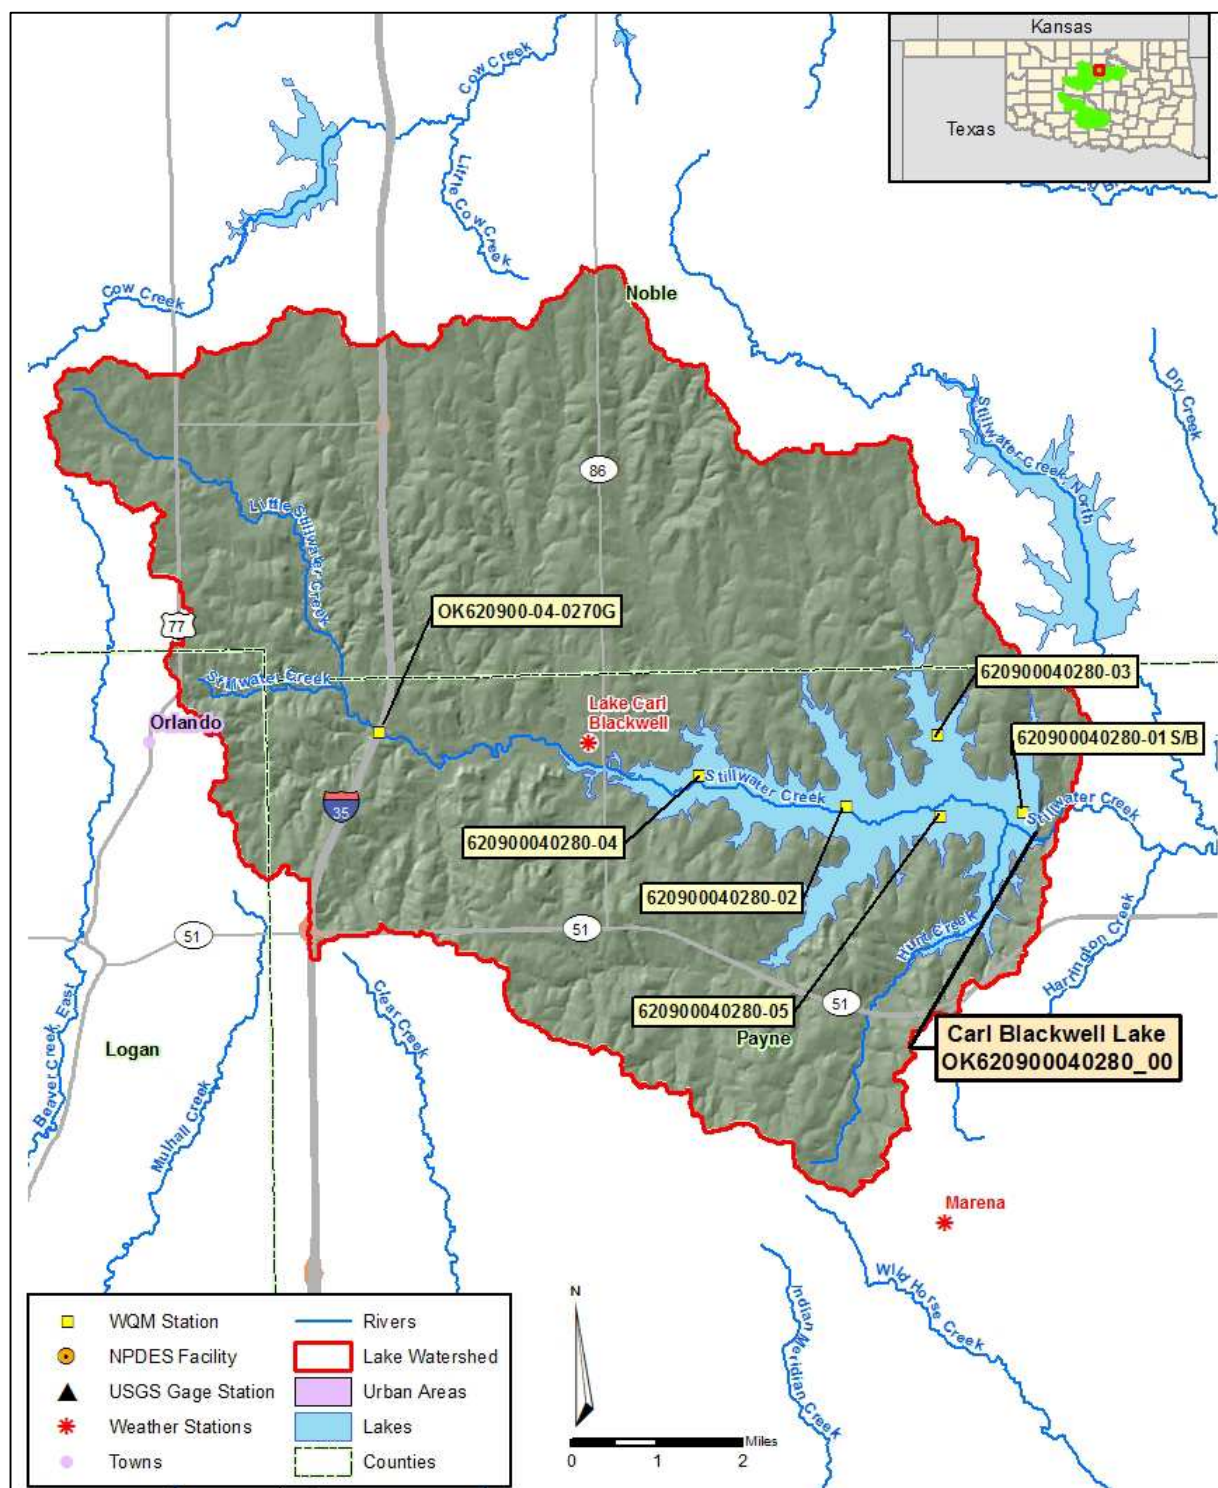 Kansas
Texas
Cow Creek
Little Cow Creek
Cow Creek
Noble
Dry Creek
Stillwater Creek, North
86
Little Stillwater Creek
OK620900-04-0270G
77
Stillwater Creek
620900040280-03
Orlando
Lake Carl
Blackwell
620900040280-01 S/B
Stillwater Creek
Stillwater Creek
35
620900040280-04
620900040280-02
51
51
Harrington Creek
Clear Creek
620900040280-05
51
Payne
Carl Blackwell Lake
OK620900040280_00
Logan
Beaver Creek, East
Mulhall Creek
Marena
Wild Horse Creek
Indian Meridian Creek
N
Miles
0 1 2
WQM Station
NPDES Facility
USGS Gage Station
Weather Stations
Towns
Rivers
Lake Watershed
Urban Areas
Lakes
Counties